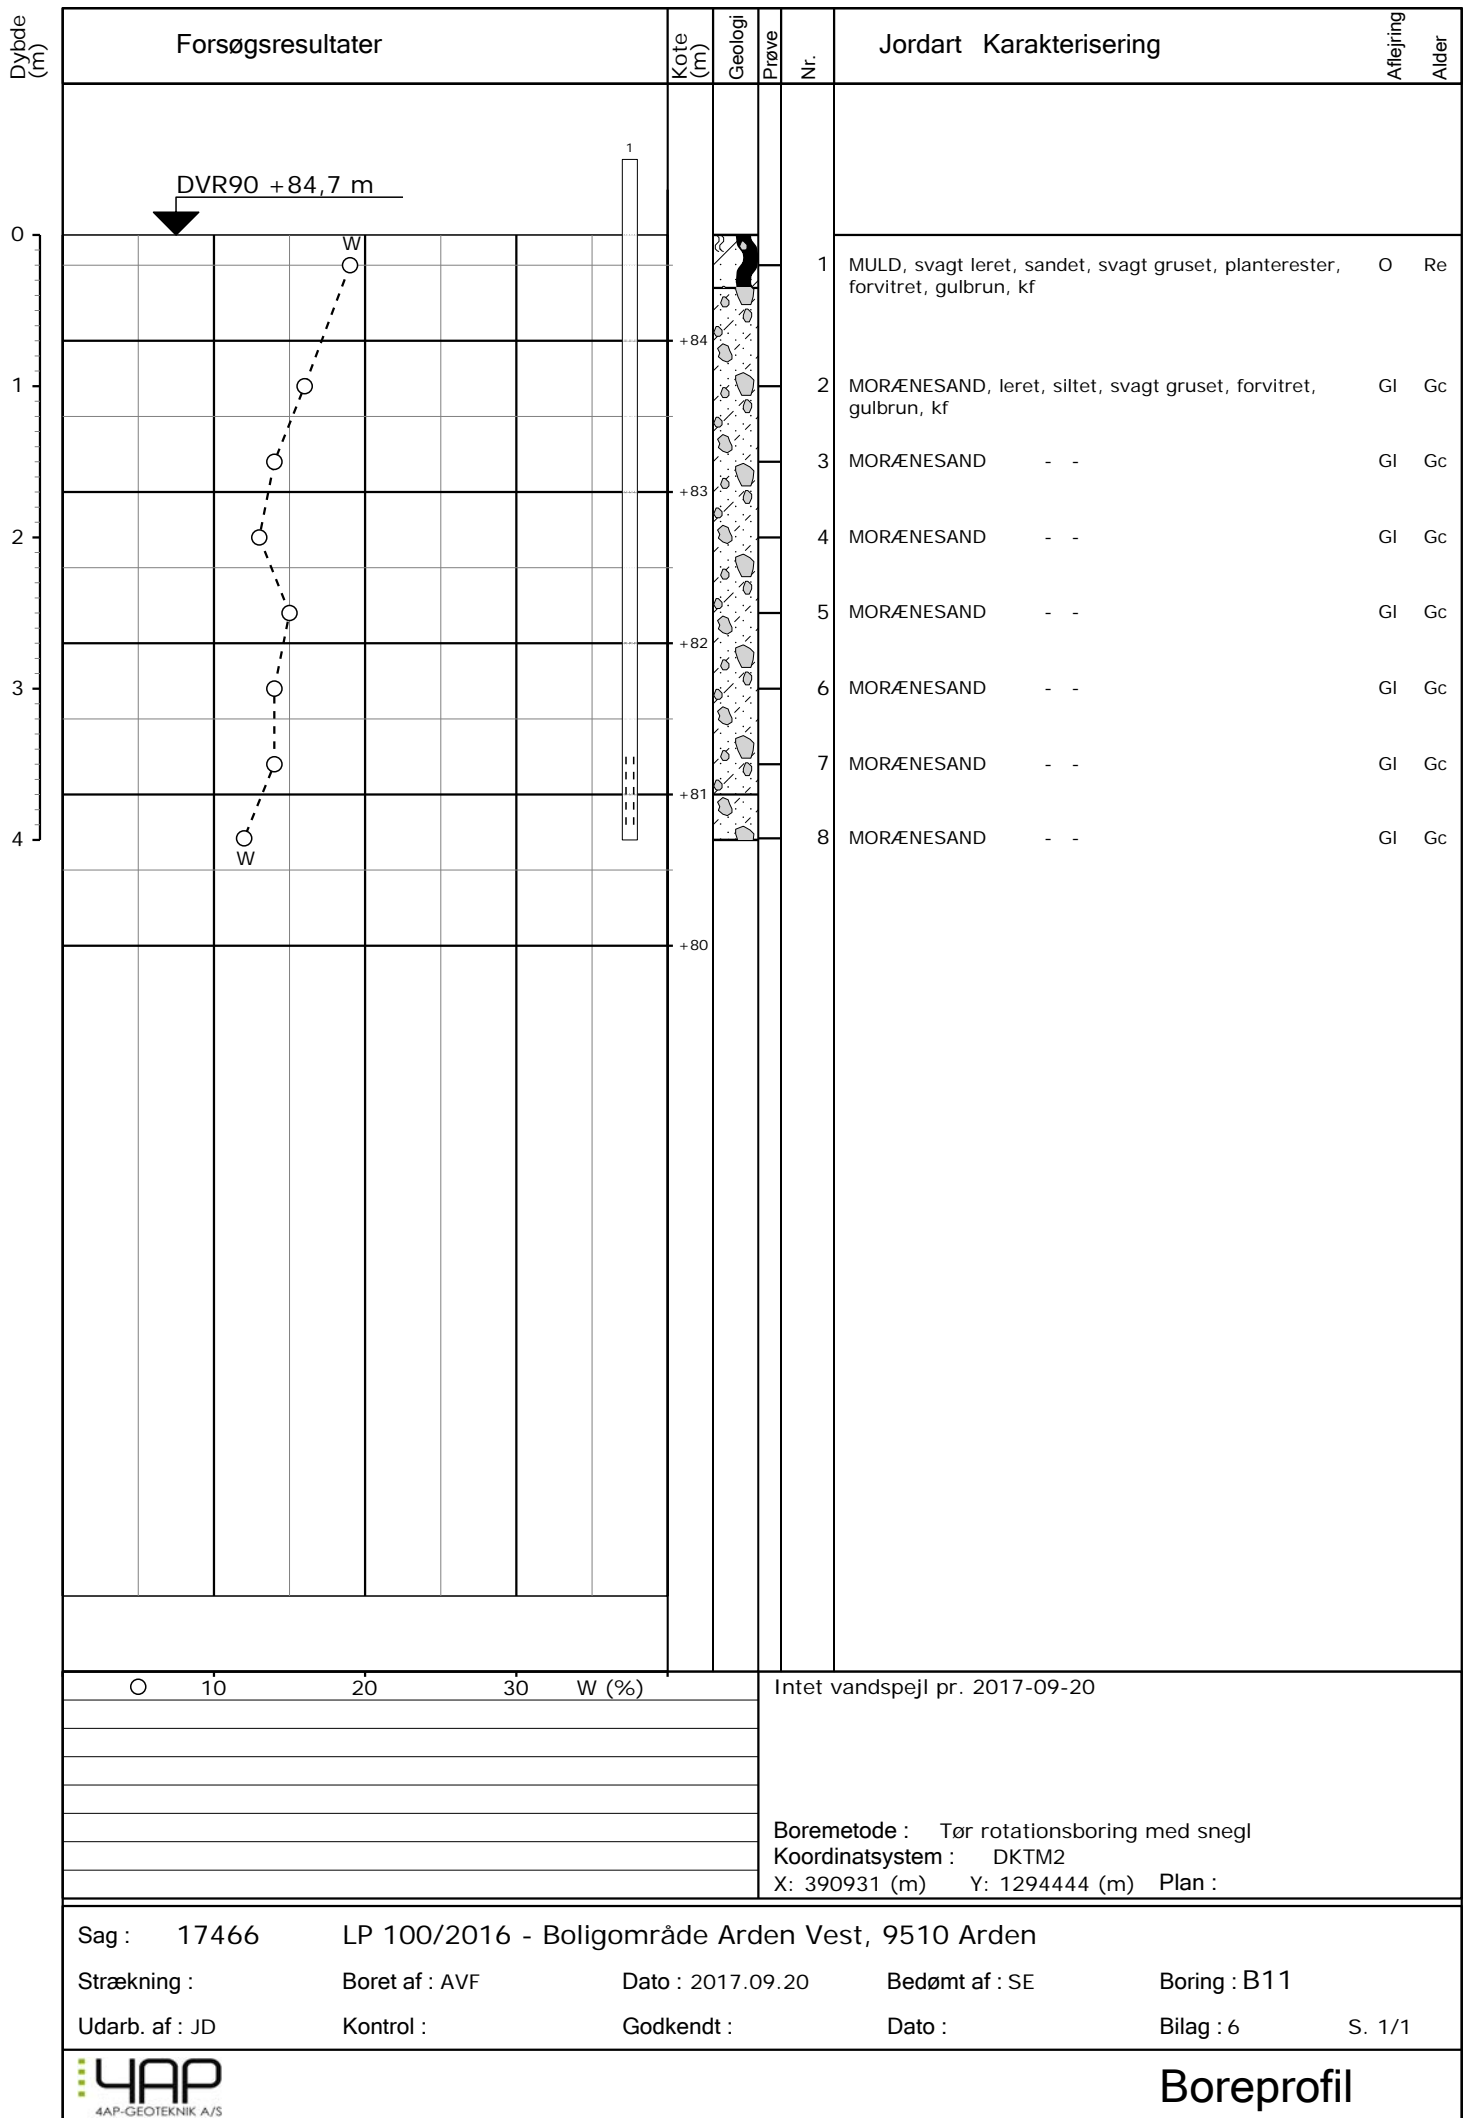 Dybde (m)
Forsøgsresultater
Kote (m)
Geologi
Prøve
Nr.
Jordart Karakterisering
Aflejring
Alder
1
DVR90 +84,7 m
0
W
1 MULD, svagt leret, sandet, svagt gruset, planterester, O Re
forvitret, gulbrun, kf
+84
1
2 MORÆNESAND, leret, siltet, svagt gruset, forvitret, Gl Gc
gulbrun, kf
3 MORÆNESAND - - Gl Gc
+83
2
4 MORÆNESAND - - Gl Gc
5 MORÆNESAND - - Gl Gc
+82
3
6 MORÆNESAND - - Gl Gc
7 MORÆNESAND - - Gl Gc
+81
4
8 MORÆNESAND - - Gl Gc
W
+80
10 20 30 W (%)
Intet vandspejl pr. 2017-09-20
Boremetode : Tør rotationsboring med snegl
Koordinatsystem : DKTM2
X: 390931 (m) Y: 1294444 (m) Plan :
Sag : 17466 LP 100/2016 - Boligområde Arden Vest, 9510 Arden
Strækning : Boret af : AVF Dato : 2017.09.20 Bedømt af : SE Boring : B11
Udarb. af : JD Kontrol : Godkendt : Dato : Bilag : 6 S. 1/1
4AP
4AP-GEOTEKNIK A/S
Boreprofil